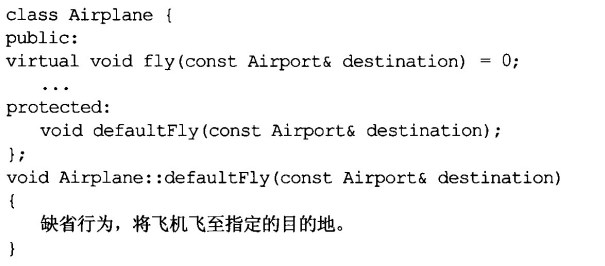 class Airplane {
public:
virtual void fly(const Airport& destination) = 0;
...
protected:
void defaultFly(const Airport& destination);
};
void Airplane::defaultFly(const Airport& destination)
{
缺省行为，将飞机飞至指定的目的地。
}